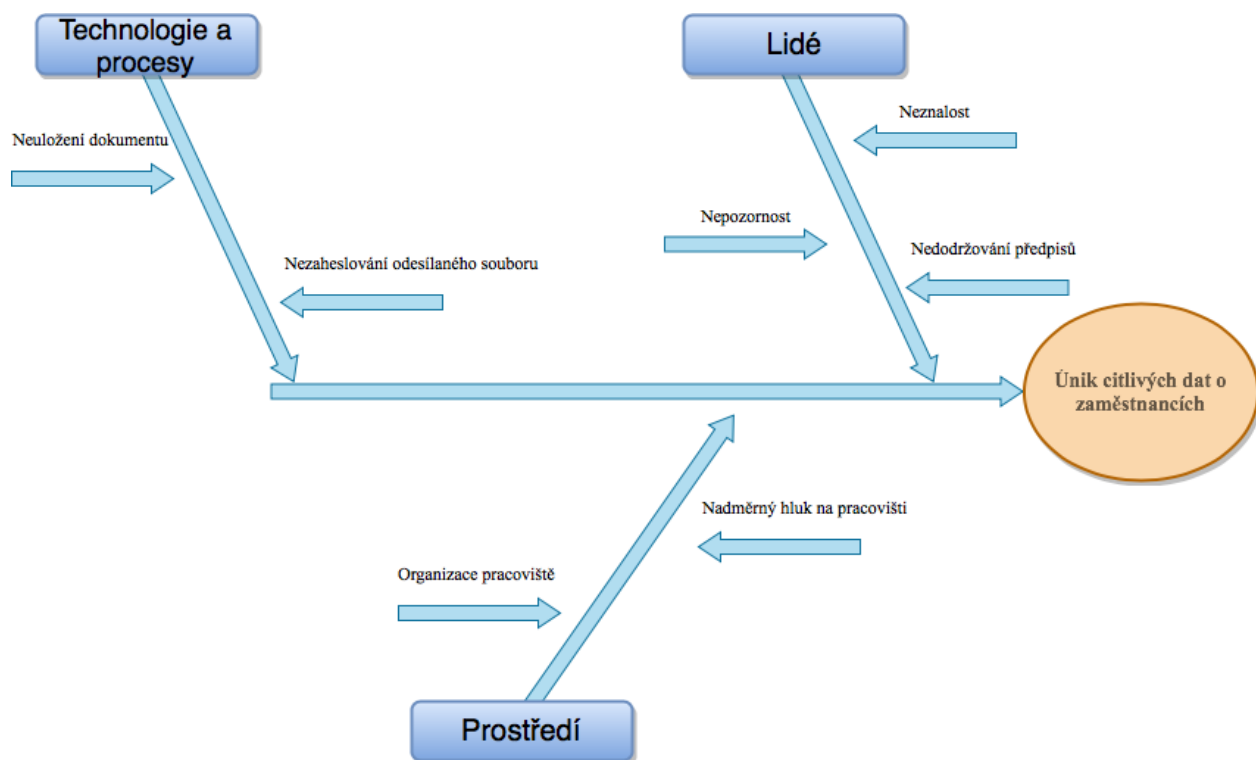 Technologie a
procesy
Lidé
Neuložení dokumentu
Neznalost
Nepozornost
Nezaheslování odesílaného souboru
Nedodržování předpisů
Únik citlivých dat o
zaměstnancích
Nadměrný hluk na pracovišti
Organizace pracoviště
Prostředí